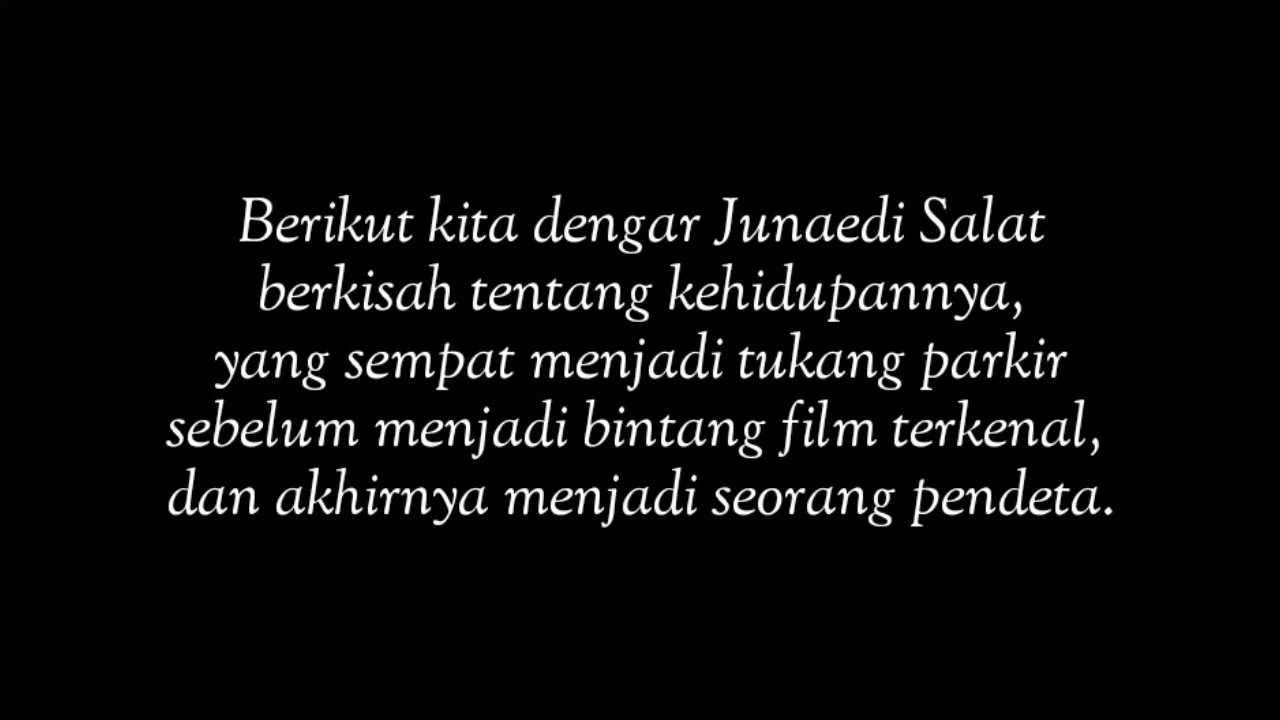 Berikut kita dengar Junaedi Salat
berkisah tentang kehidupannya,
yang sempat menjadi tukang parkir
sebelum menjadi bintang film terkenal,
dan akhirnya menjadi seorang pendeta.